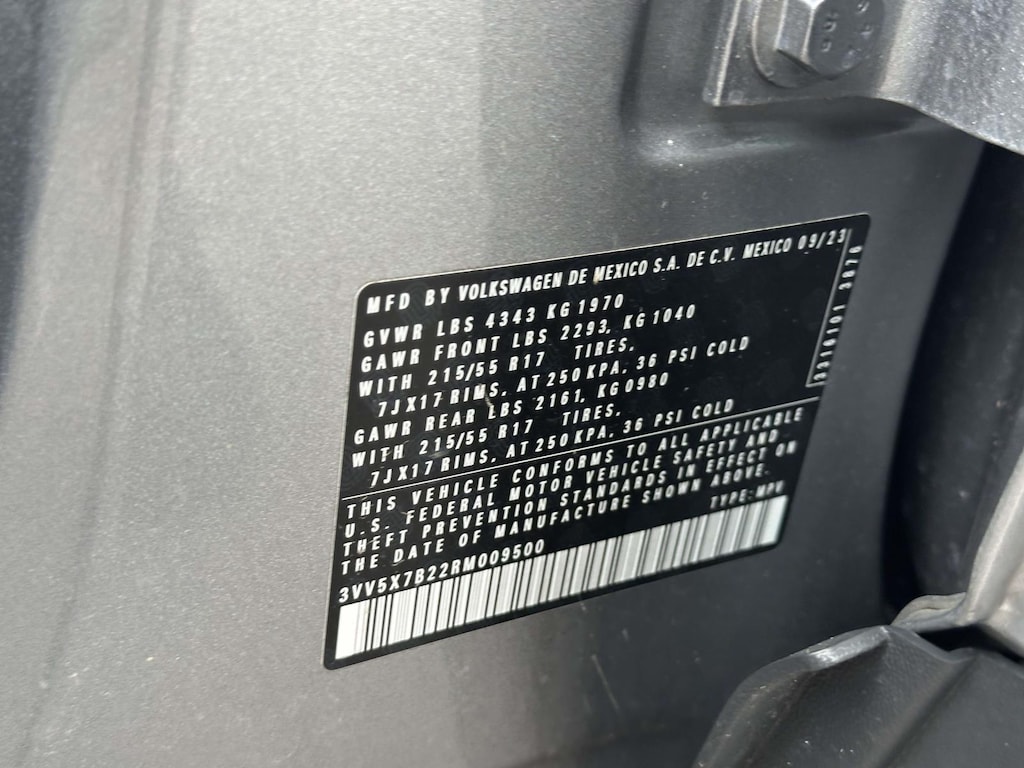 MFD BY VOLKSWAGEN DE MEXICO S.A. DE C.V. MEXICO 09/23
GVWR LBS 4343 KG 1970
GAWR FRONT LBS 2293, KG 1040
WITH 215/55 R17 TIRES,
7JX17 RIMS, AT 250 KPA, 36 PSI COLD
GAWR REAR LBS 2161, KG 0980
WITH 215/55 R17 TIRES,
7JX17 RIMS, AT 250 KPA, 36 PSI COLD
THIS VEHICLE CONFORMS TO ALL APPLICABLE
U.S. FEDERAL MOTOR VEHICLE SAFETY AND
THEFT PREVENTION STANDARDS IN EFFECT ON
THE DATE OF MANUFACTURE SHOWN ABOVE.
TYPE: MPV
3VV5X7B22RM009500